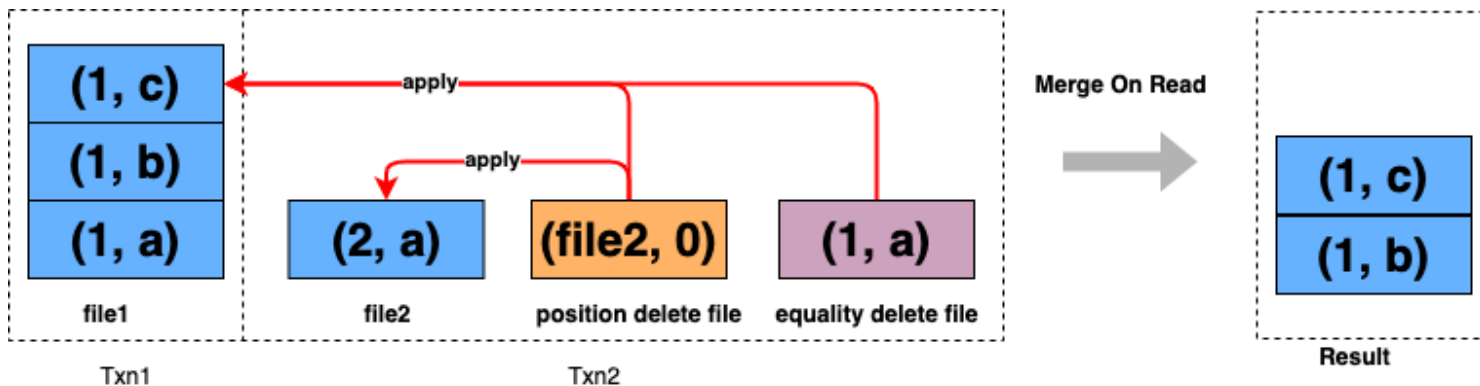 (1, c)
(1, b)
(1, a)
file1
Txn1
apply
apply
(2, a)
file2
(file2, 0)
position delete file
(1, a)
equality delete file
Txn2
Merge On Read
(1, c)
(1, b)
Result